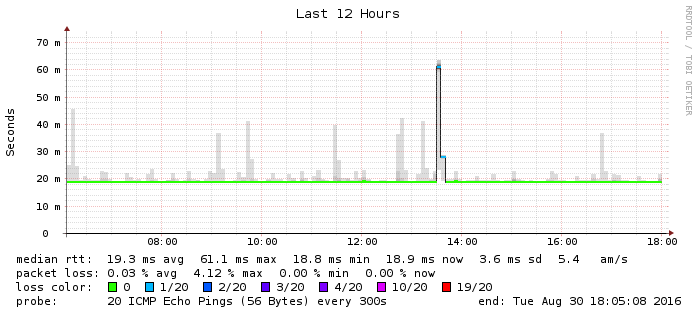 Last 12 Hours
RRDTOOL / TOBI OETIKER
Seconds
70 m
60 m
50 m
40 m
30 m
20 m
10 m
0
08:00 10:00 12:00 14:00 16:00 18:00
median rtt: 19.3 ms avg 61.1 ms max 18.8 ms min 18.9 ms now 3.6 ms sd 5.4 am/s
packet loss: 0.03 % avg 4.12 % max 0.00 % min 0.00 % now
loss color: 0 1/20 2/20 3/20 4/20 10/20 19/20
probe: 20 ICMP Echo Pings (56 Bytes) every 300s end: Tue Aug 30 18:05:08 2016